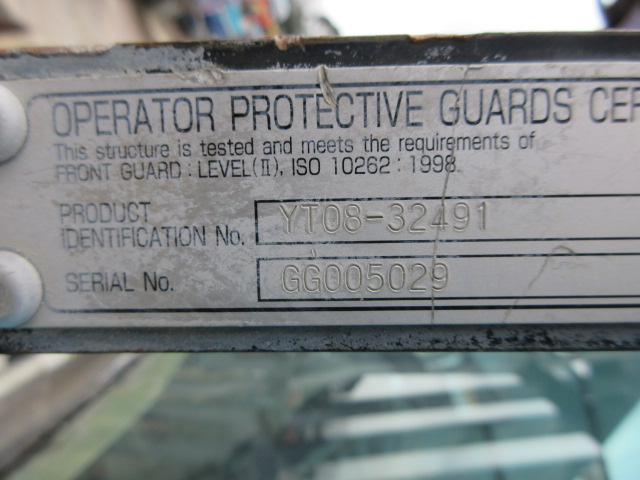 OPERATOR PROTECTIVE GUARDS CER
This structure is tested and meets the requirements of
FRONT GUARD : LEVEL(Ⅱ), ISO 10262 : 1998
PRODUCT
IDENTIFICATION No. YT08-32491
SERIAL No. GG005029